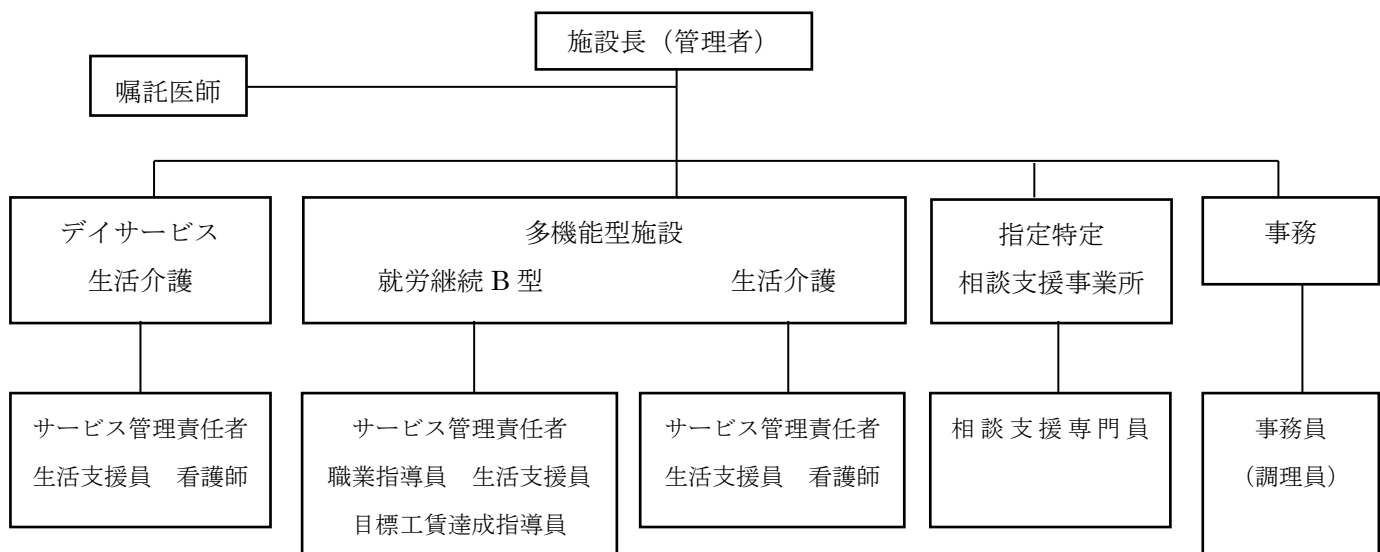 施設長（管理者）
嘱託医師
デイサービス
生活介護
多機能型施設
就労継続 B 型　生活介護
指定特定
相談支援事業所
事務
サービス管理責任者
生活支援員　看護師
サービス管理責任者
職業指導員　生活支援員
目標工賃達成指導員
サービス管理責任者
生活支援員　看護師
相談支援専門員
事務員
（調理員）